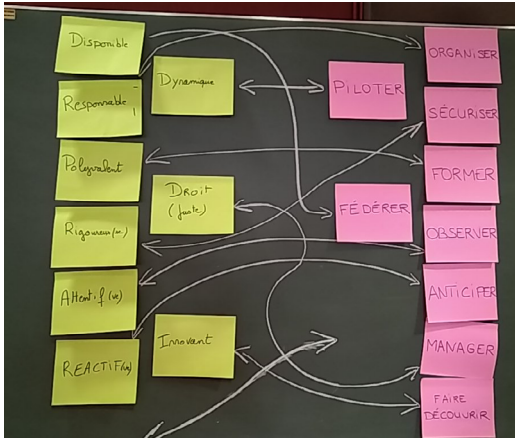 Disponible
Responsable
Polyvalent
Rigoureux(se)
Attentif(ve)
REACTIF(ve)
Dynamique
DROIT
(Juste)
Innovant
PILOTER
FÉDÉRER
ORGANISER
SÉCURISER
FORMER
OBSERVER
ANTICIPER
MANAGER
FAIRE
DÉCOUVRIR